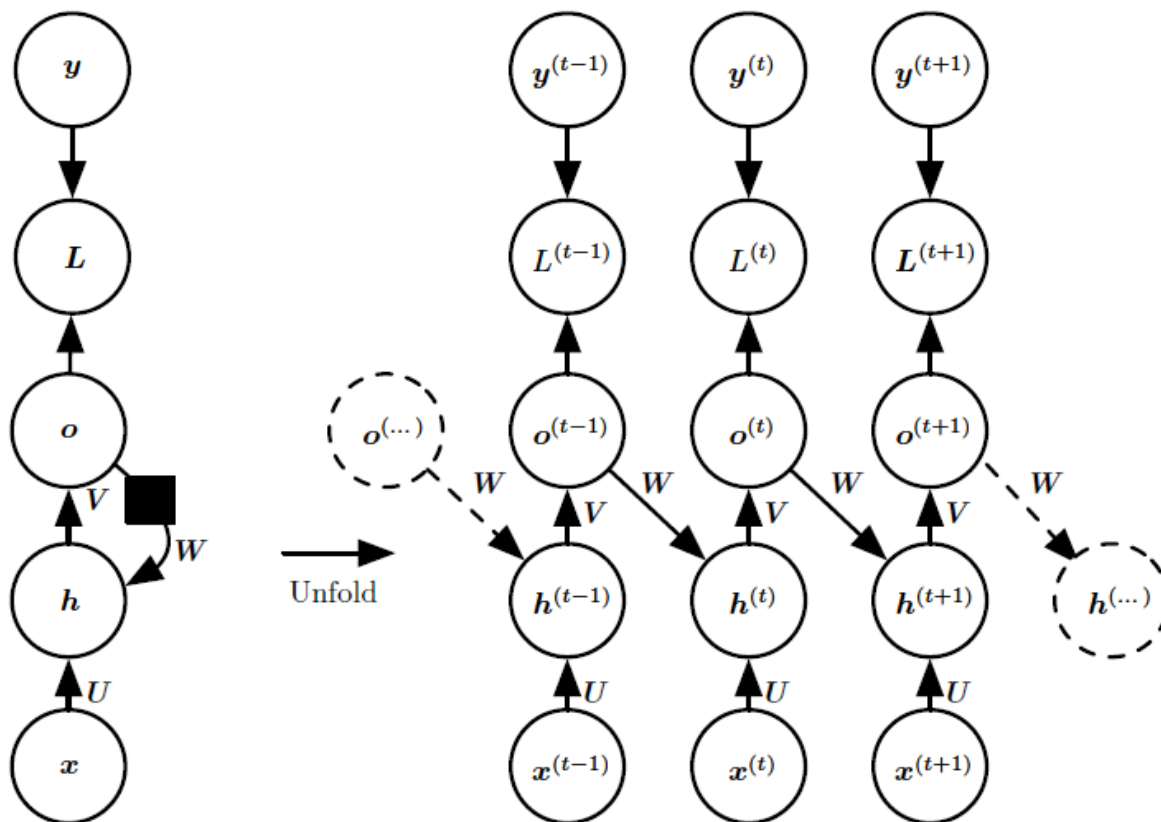 y y^(t−1) y^(t) y^(t+1)
L L^(t−1) L^(t) L^(t+1)
o o^(...) o^(t−1) o^(t) o^(t+1)
W W W W
V V V V
W
Unfold
h h^(t−1) h^(t) h^(t+1) h^(...)
U U U U
x x^(t−1) x^(t) x^(t+1)